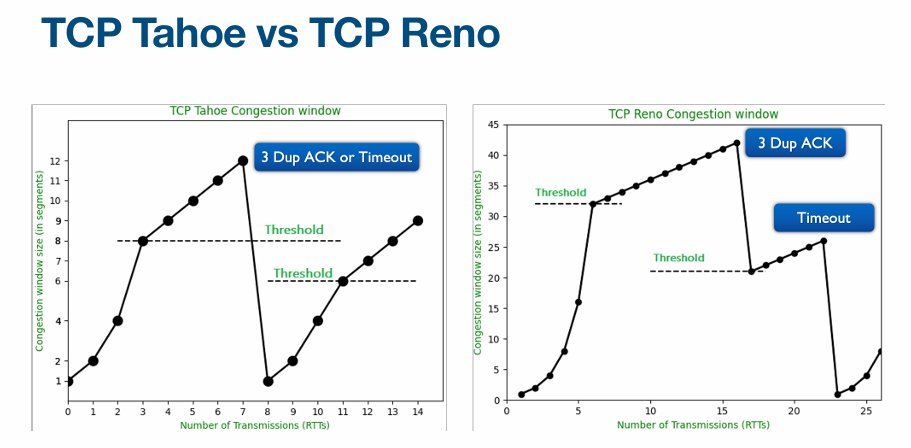 TCP Tahoe vs TCP Reno
TCP Tahoe Congestion window
Congestion window size (in segments)
12
11
10
9
8
7
6
4
2
1
3 Dup ACK or Timeout
Threshold
Threshold
0 1 2 3 4 5 6 7 8 9 10 11 12 13 14
Number of Transmissions (RTTs)
TCP Reno Congestion window
Congestion window size (in segments)
45
40
35
30
25
20
15
10
5
0
3 Dup ACK
Threshold
Timeout
Threshold
0 5 10 15 20 25
Number of Transmissions (RTTs)